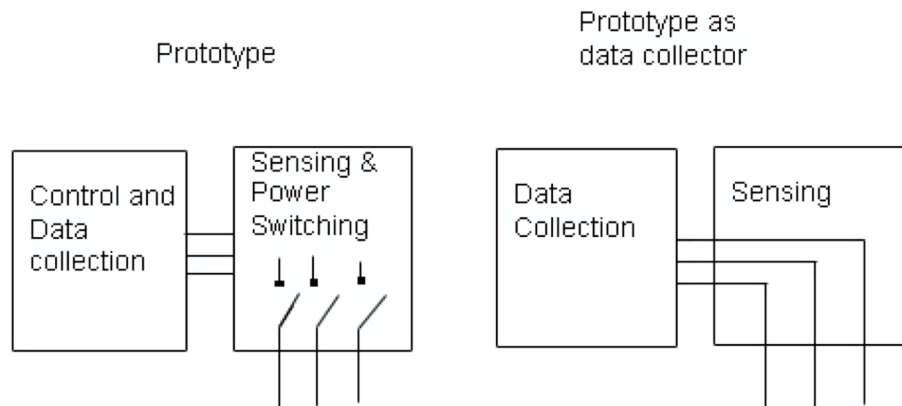 Prototype
Prototype as
data collector
Control and
Data
collection
Sensing &
Power
Switching
Data
Collection
Sensing